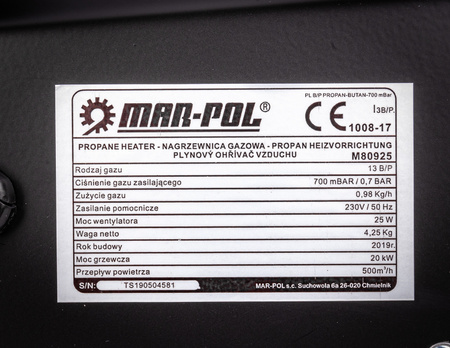 PL B/P PROPAN-BUTAN-700 mBar
MAR-POL®
CE
I3B/P
1008-17
PROPANE HEATER - NAGRZEWNICA GAZOWA - PROPAN HEIZVORRICHTUNG
PLYNOVÝ OHŘÍVAČ VZDUCHU M80925
Rodzaj gazu 13 B/P
Ciśnienie gazu zasilającego 700 mBAR / 0,7 BAR
Zużycie gazu 0,98 Kg/h
Zasilanie pomocnicze 230V / 50 Hz
Moc wentylatora 25 W
Waga netto 4,25 Kg
Rok budowy 2019r.
Moc grzewcza 20 kW
Przepływ powietrza 500m³/h
S/N: TS190504581 MAR-POL s.c. Suchowola 6a 26-020 Chmielnik